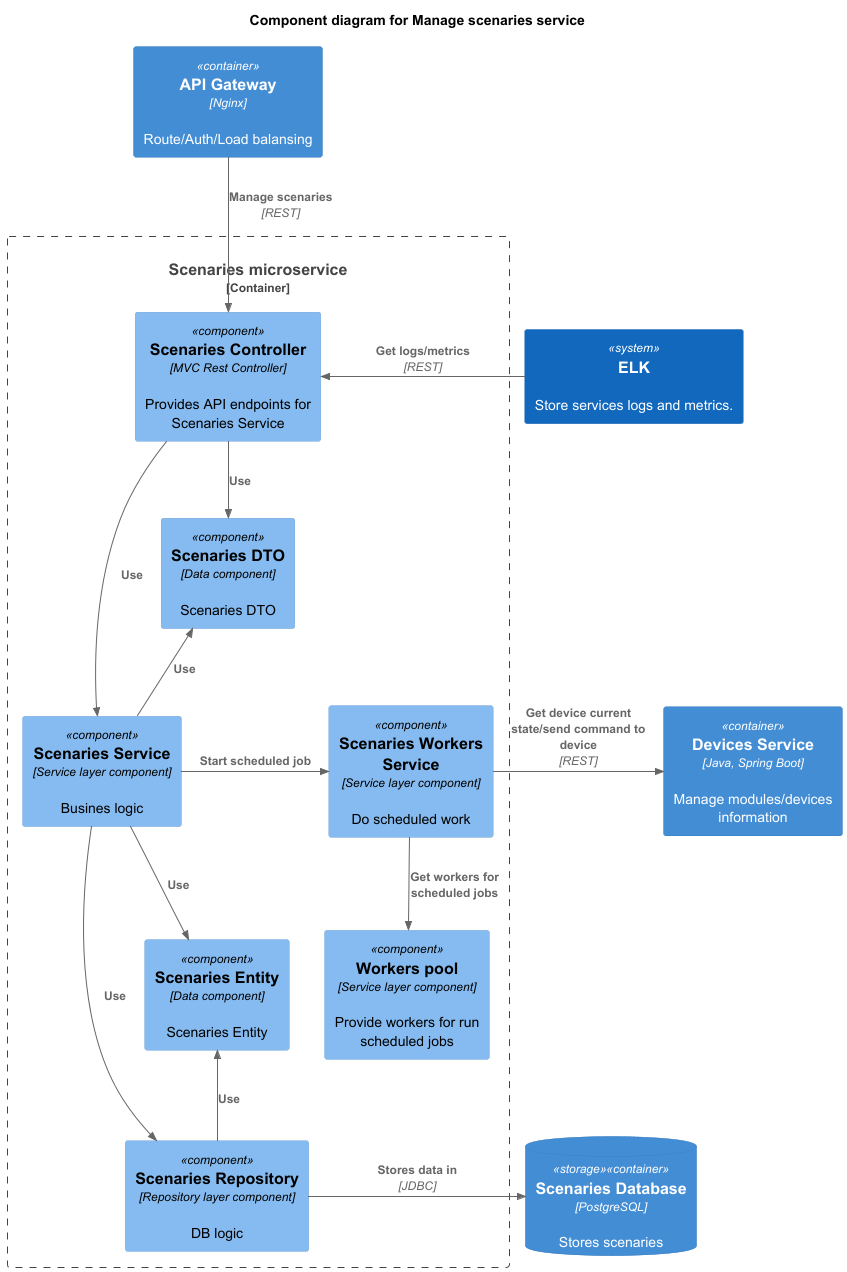 Component diagram for Manage scenaries service
«container»
API Gateway
[Nginx]
Route/Auth/Load balansing
Manage scenaries
[REST]
Scenaries microservice
[Container]
«component»
Scenaries Controller
[MVC Rest Controller]
Provides API endpoints for
Scenaries Service
Get logs/metrics
[REST]
«system»
ELK
Store services logs and metrics.
Use
«component»
Scenaries DTO
[Data component]
Scenaries DTO
Use
Use
«component»
Scenaries Service
[Service layer component]
Busines logic
Start scheduled job
«component»
Scenaries Workers
Service
[Service layer component]
Do scheduled work
Get device current
state/send command to
device
[REST]
«container»
Devices Service
[Java, Spring Boot]
Manage modules/devices
information
Use
Get workers for
scheduled jobs
«component»
Scenaries Entity
[Data component]
Scenaries Entity
«component»
Workers pool
[Service layer component]
Provide workers for run
scheduled jobs
Use
Use
«component»
Scenaries Repository
[Repository layer component]
DB logic
Stores data in
[JDBC]
«storage»«container»
Scenaries Database
[PostgreSQL]
Stores scenaries